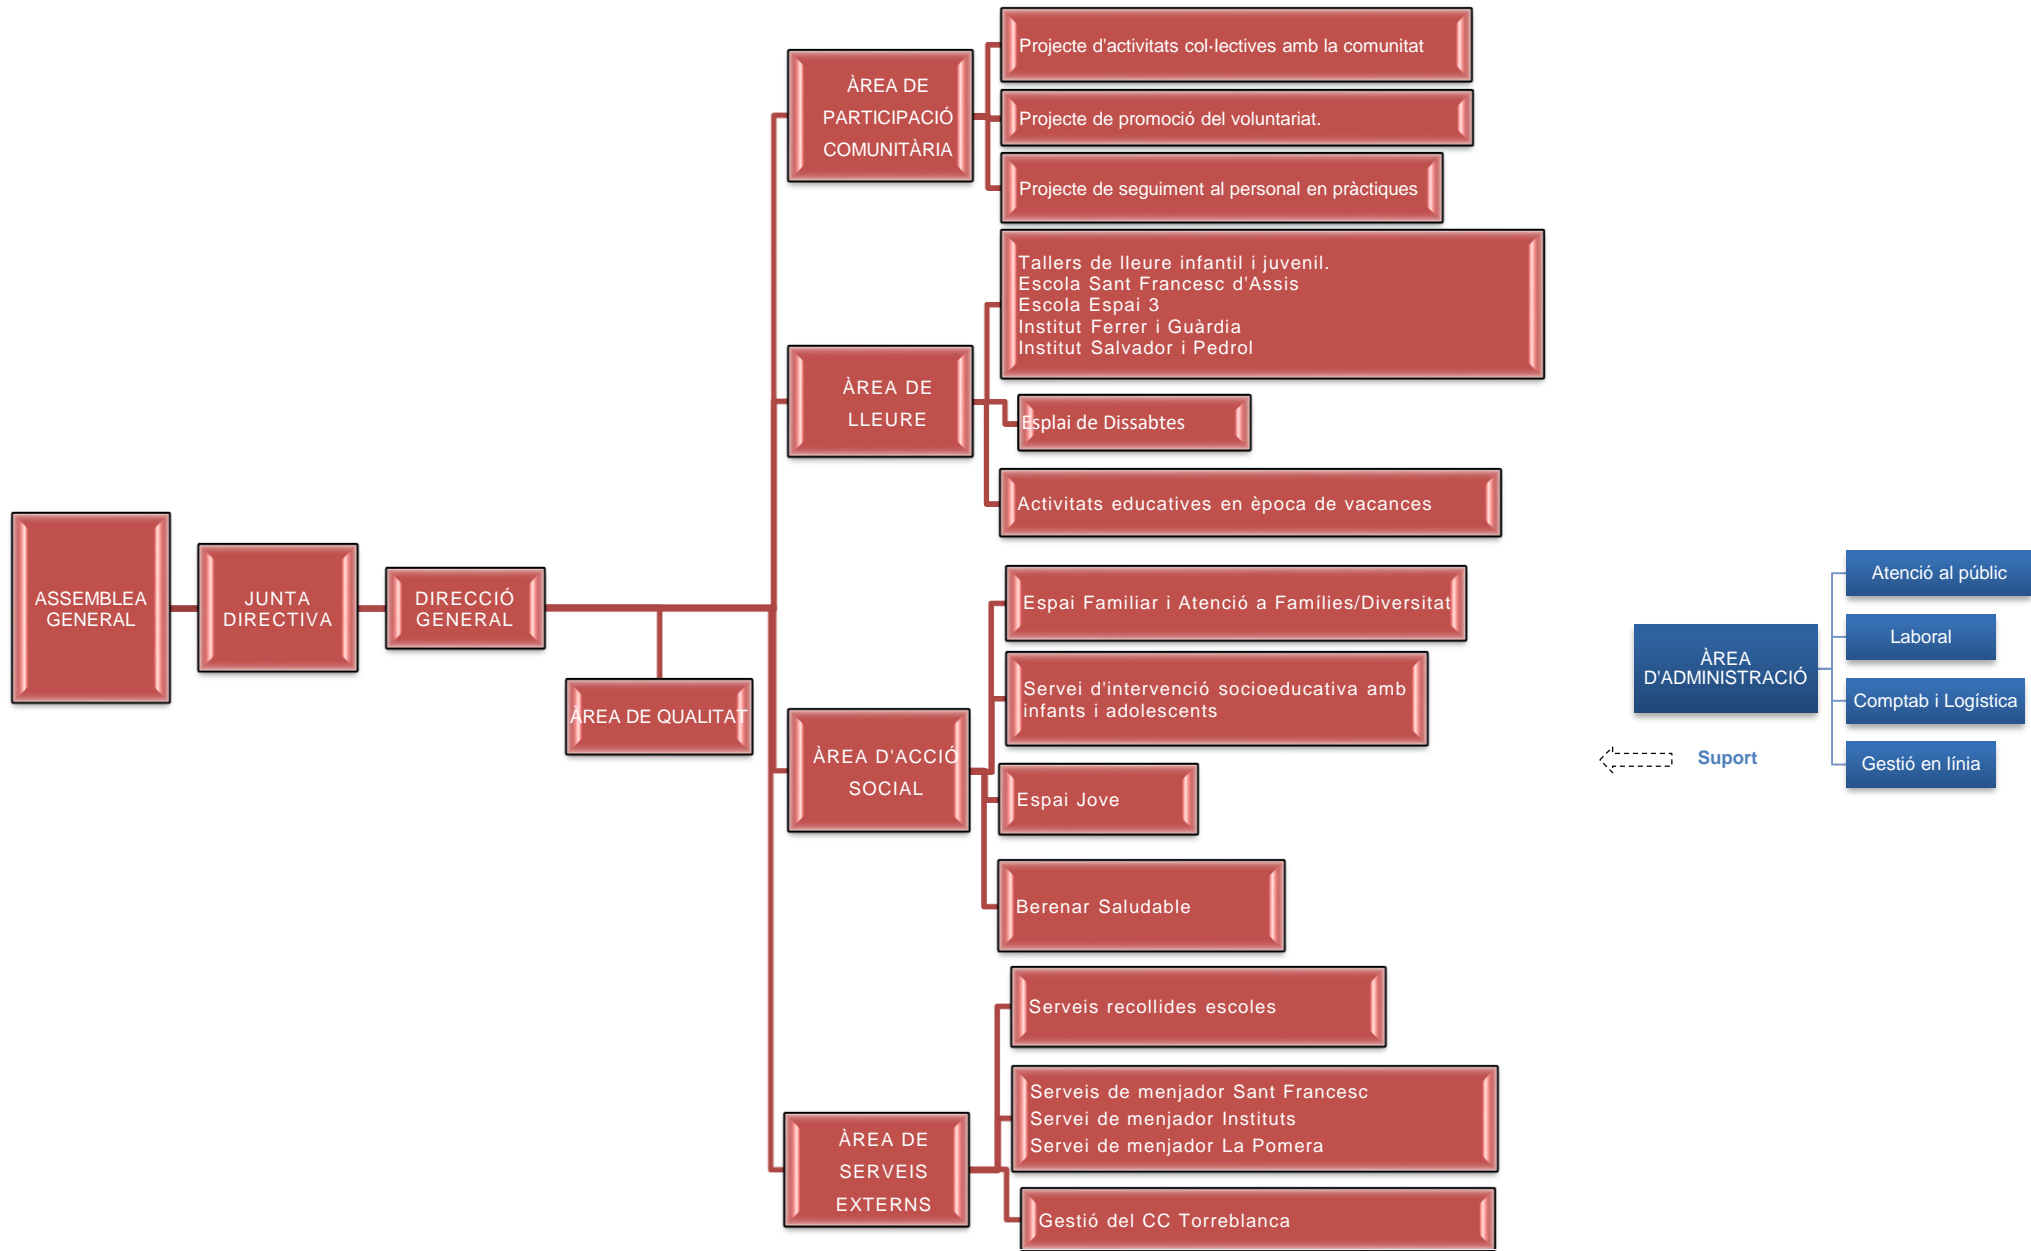 ASSEMBLEA
GENERAL
JUNTA
DIRECTIVA
DIRECCIÓ
GENERAL
ÀREA DE QUALITAT
ÀREA DE
PARTICIPACIÓ
COMUNITÀRIA
Projecte d'activitats col·lectives amb la comunitat
Projecte de promoció del voluntariat.
Projecte de seguiment al personal en pràctiques
ÀREA DE
LLEURE
Tallers de lleure infantil i juvenil.
Escola Sant Francesc d'Assis
Escola Espai 3
Institut Ferrer i Guàrdia
Institut Salvador i Pedrol
Esplai de Dissabtes
Activitats educatives en època de vacances
ÀREA D'ACCIÓ
SOCIAL
Espai Familiar i Atenció a Famílies/Diversitat
Servei d'intervenció socioeducativa amb
infants i adolescents
Espai Jove
Berenar Saludable
ÀREA DE
SERVEIS
EXTERNS
Serveis recollides escoles
Serveis de menjador Sant Francesc
Servei de menjador Instituts
Servei de menjador La Pomera
Gestió del CC Torreblanca
ÀREA
D'ADMINISTRACIÓ
Atenció al públic
Laboral
Comptab i Logística
Gestió en línia
Suport